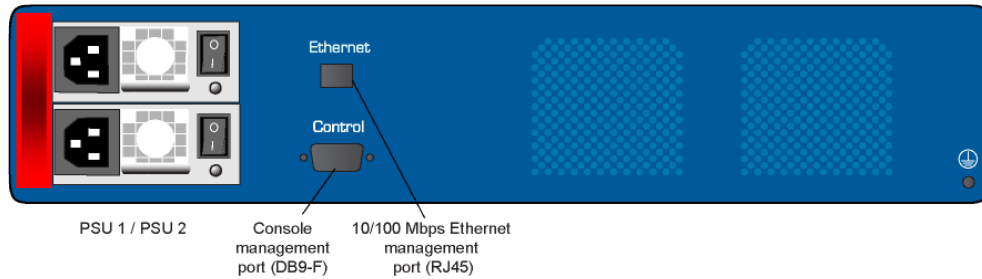 Ethernet
Control
PSU 1 / PSU 2
Console
management
port (DB9-F)
10/100 Mbps Ethernet
management
port (RJ45)